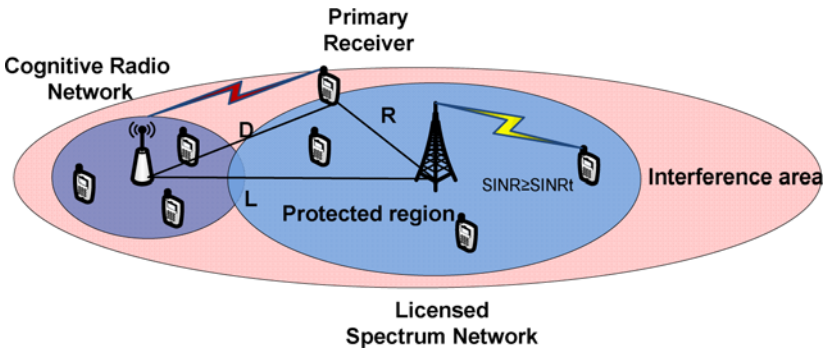 Primary
Receiver
Cognitive Radio
Network
D
R
SINR≥SINRt
Interference area
L
Protected region
Licensed
Spectrum Network